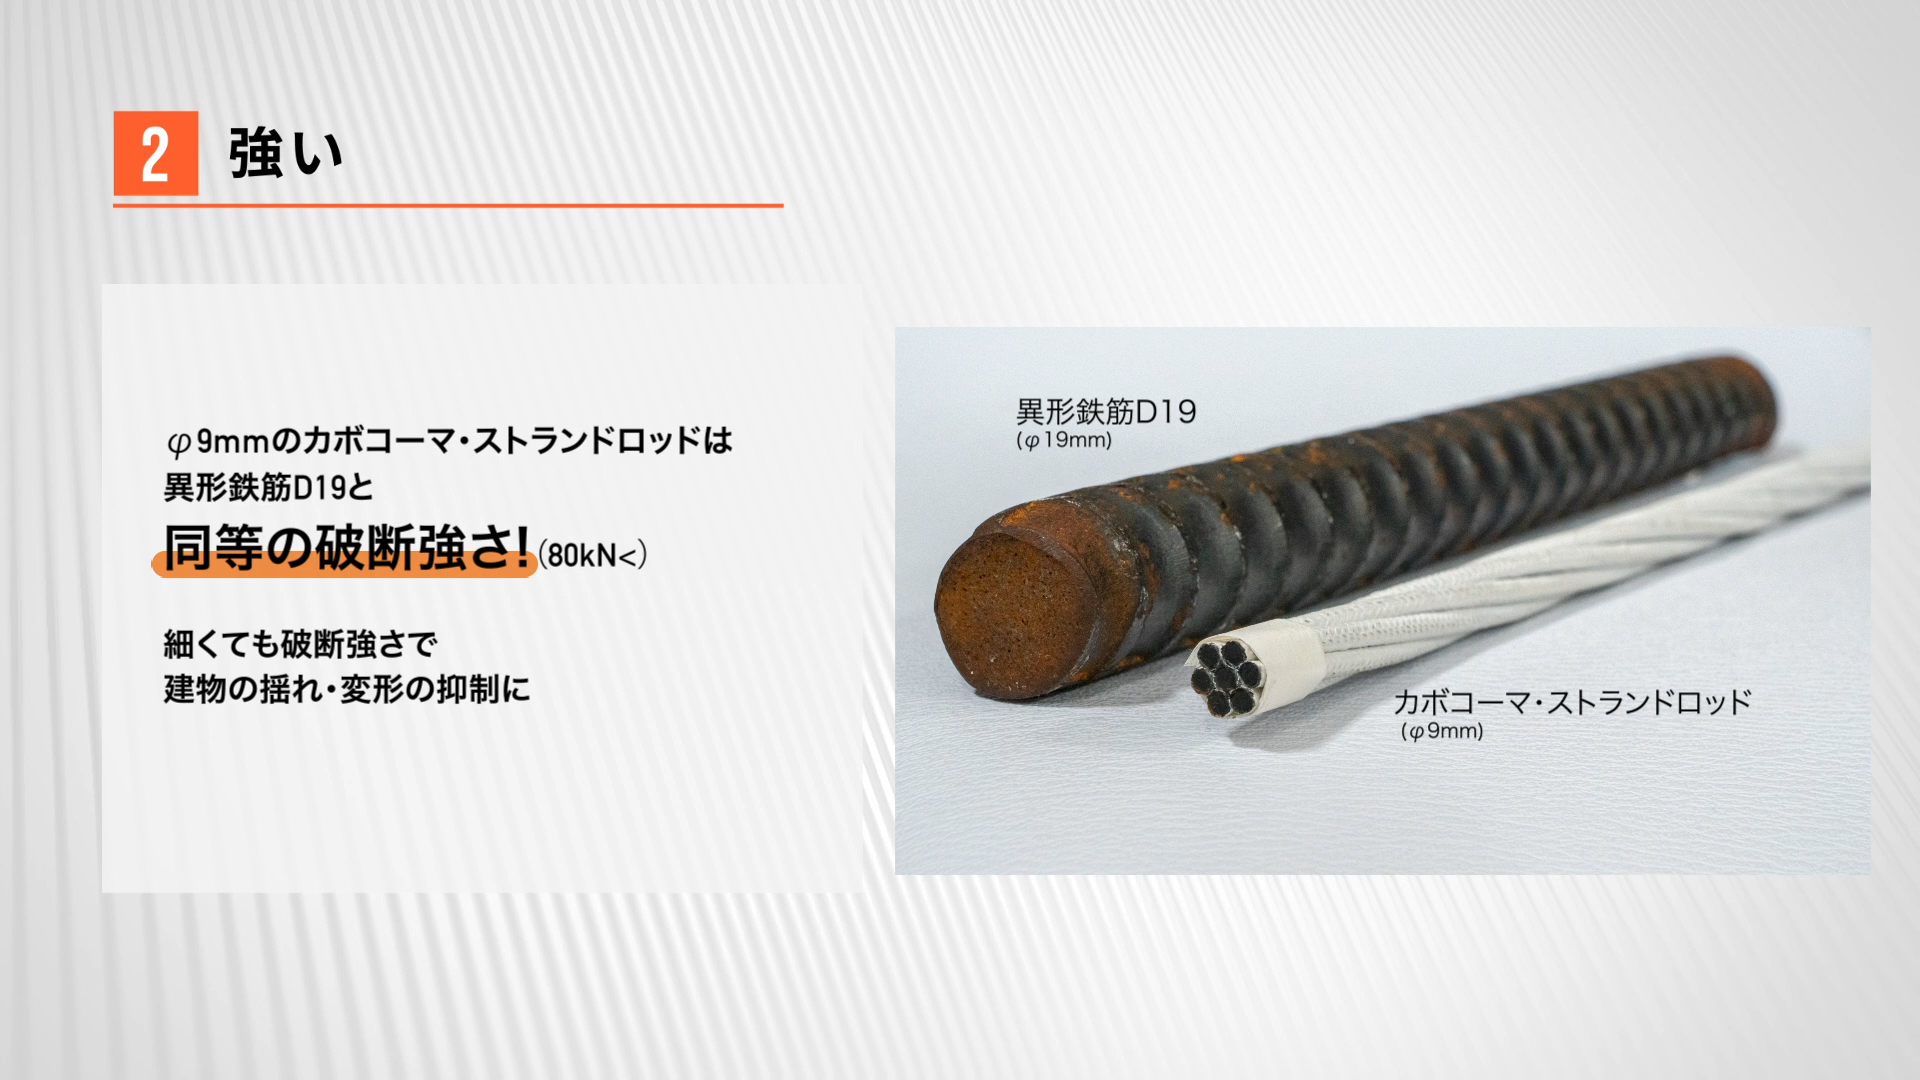 2 強い
φ9mmのカボコーマ・ストランドロッドは
異形鉄筋D19と
同等の破断強さ!(80kN<)
細くても破断強さで
建物の揺れ・変形の抑制に
異形鉄筋D19
(φ19mm)
カボコーマ・ストランドロッド
(φ9mm)